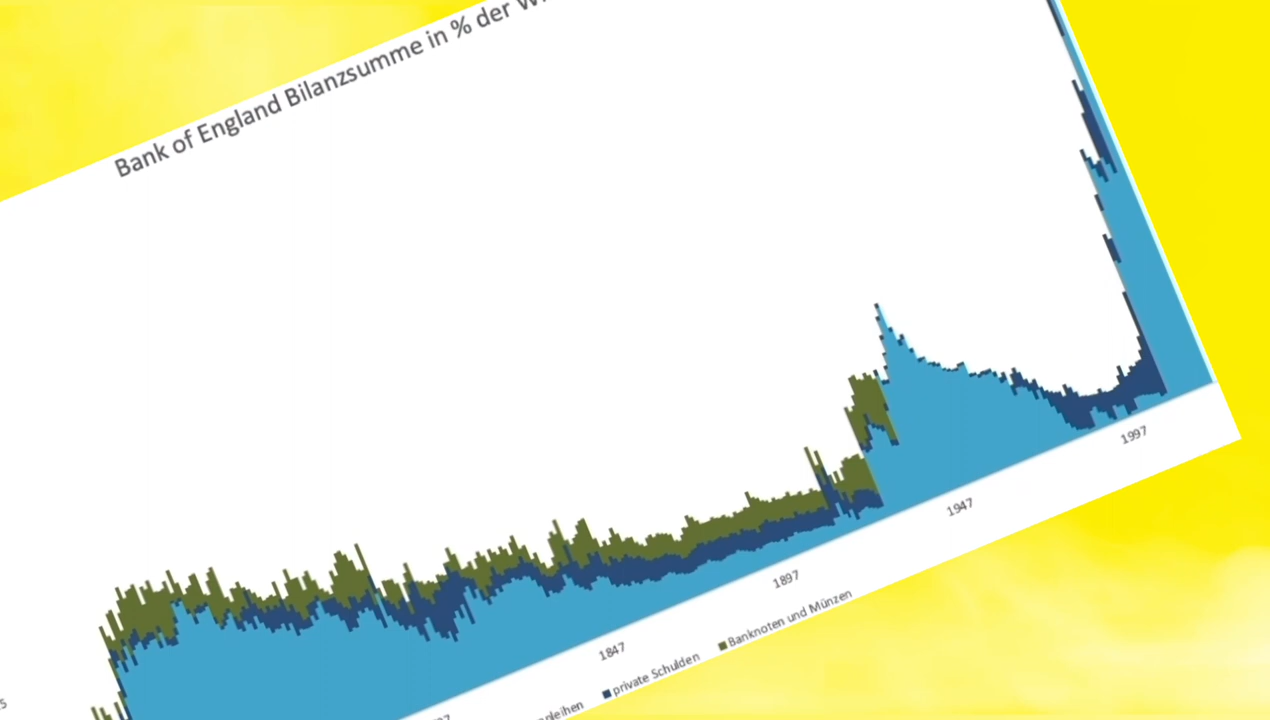 Bank of England Bilanzsumme in % der
1997
1947
1897
1847
private Schulden
Banknoten und Münzen